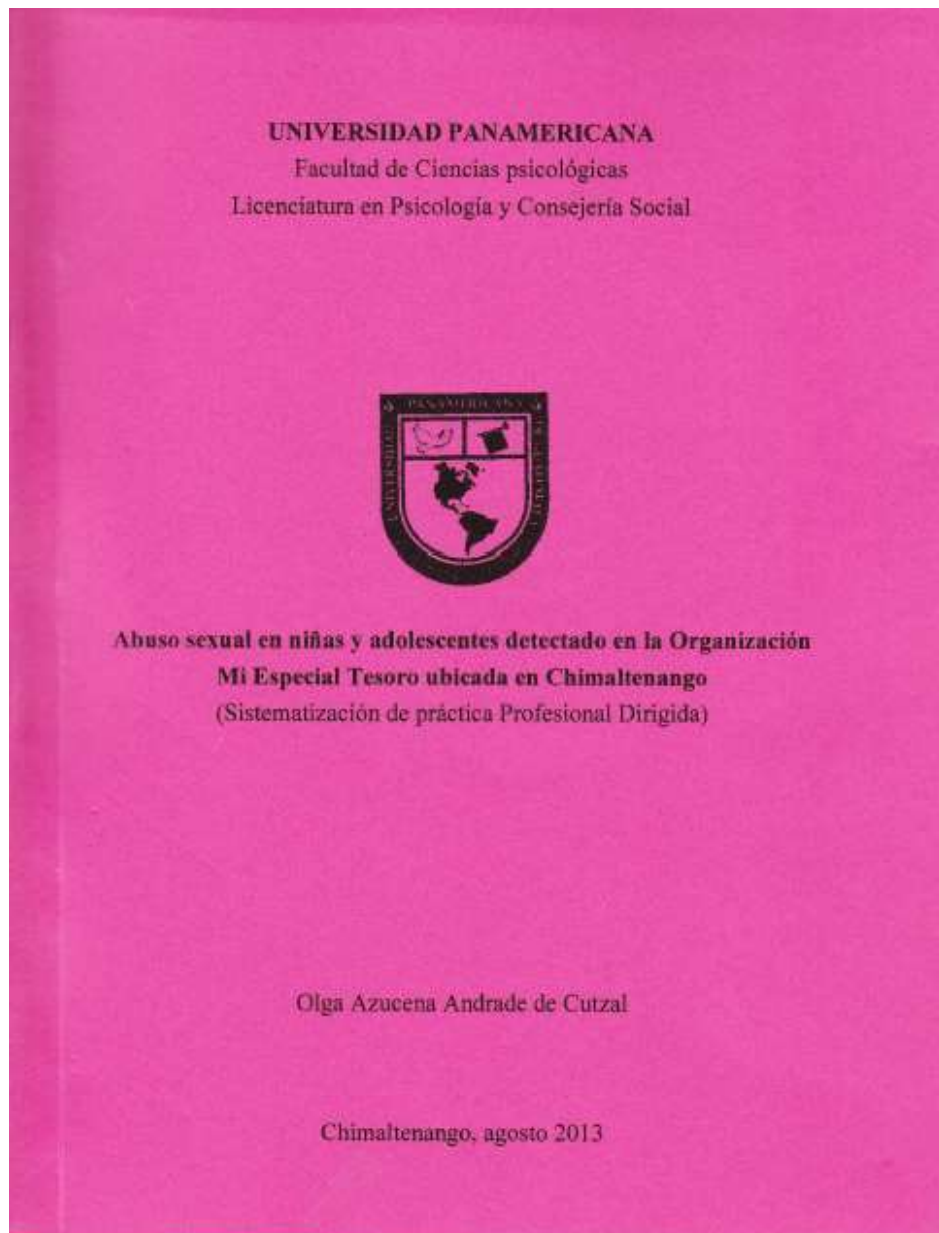 UNIVERSIDAD PANAMERICANA
Facultad de Ciencias psicológicas
Licenciatura en Psicología y Consejería Social
UNIVERSIDAD PANAMERICANA
Abuso sexual en niñas y adolescentes detectado en la Organización
Mi Especial Tesoro ubicada en Chimaltenango
(Sistematización de práctica Profesional Dirigida)
Olga Azucena Andrade de Cutzal
Chimaltenango, agosto 2013